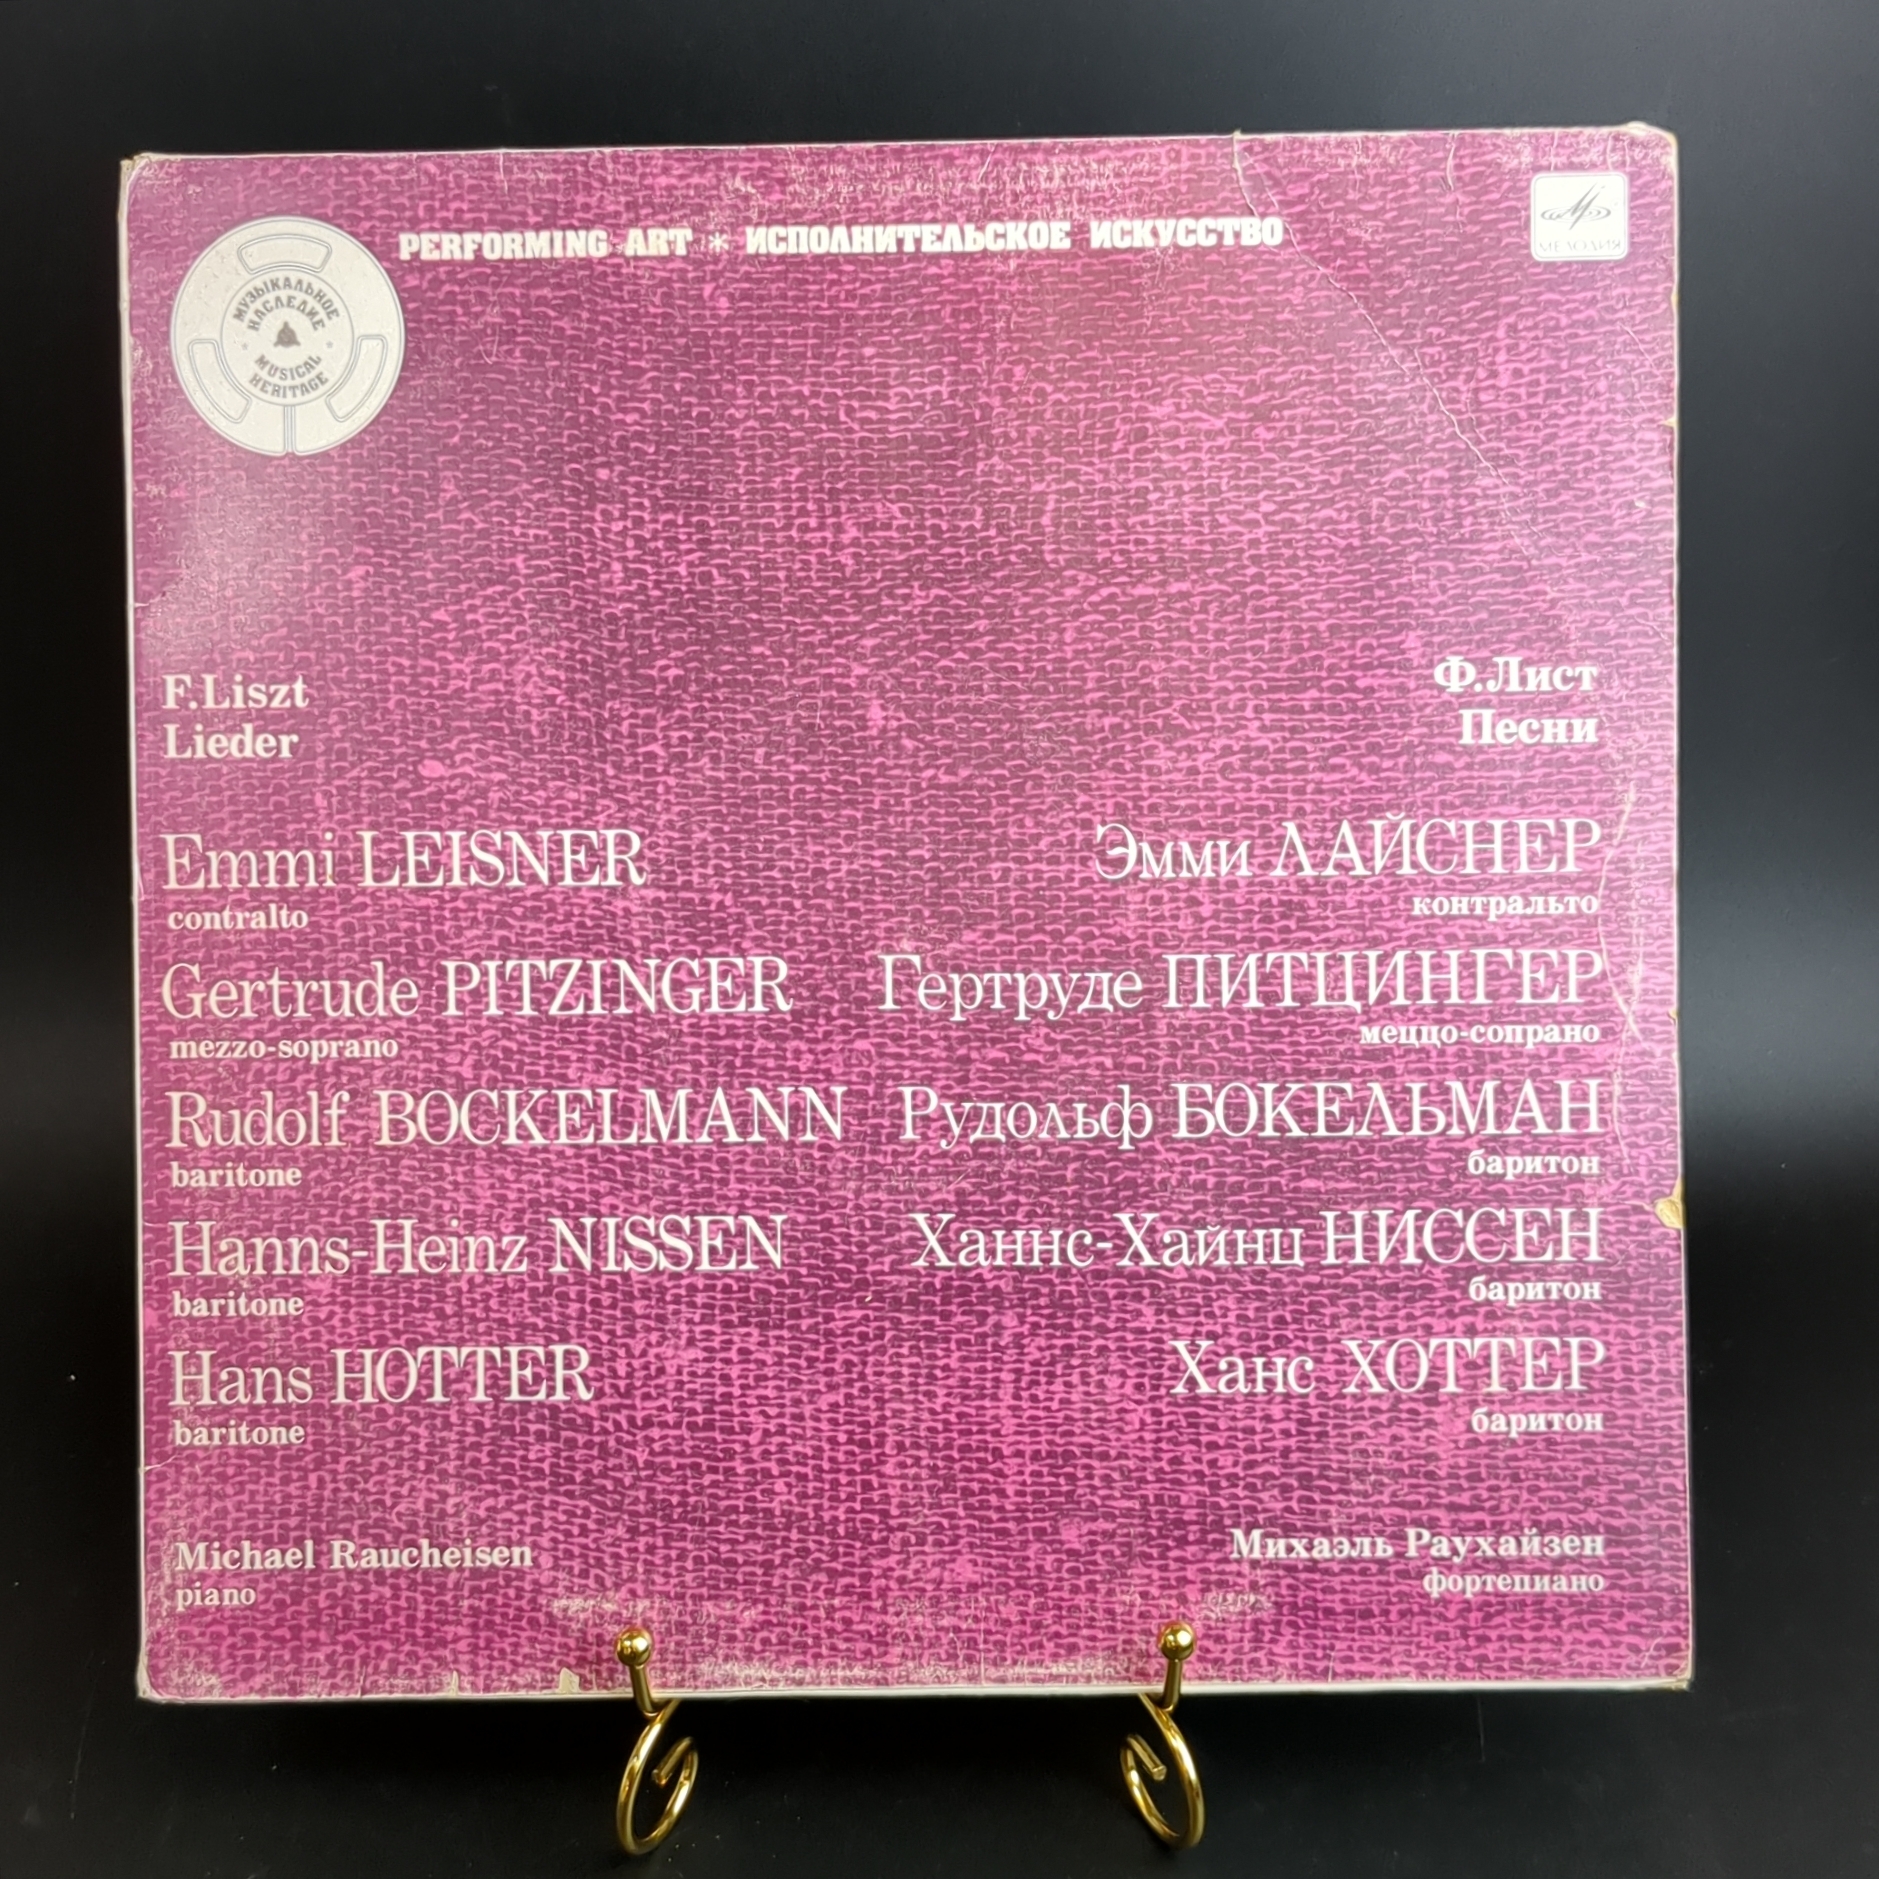 PERFORMING ART * ИСПОЛНИТЕЛЬСКОЕ ИСКУССТВО
МЕЛОДИЯ
МУЗЫКАЛЬНОЕ
НАСЛЕДИЕ
MUSICAL
HERITAGE
F.Liszt
Lieder
Ф.Лист
Песни
Emmi LEISNER
contralto
Эмми ЛАЙСНЕР
контральто
Gertrude PITZINGER
mezzo-soprano
Гертруде ПИТЦИНГЕР
меццо-сопрано
Rudolf BOCKELMANN
baritone
Рудольф БОКЕЛЬМАН
баритон
Hanns-Heinz NISSEN
baritone
Ханнс-Хайнц НИССЕН
баритон
Hans HOTTER
baritone
Ханс ХОТТЕР
баритон
Michael Raucheisen
piano
Михаэль Раухайзен
фортепиано